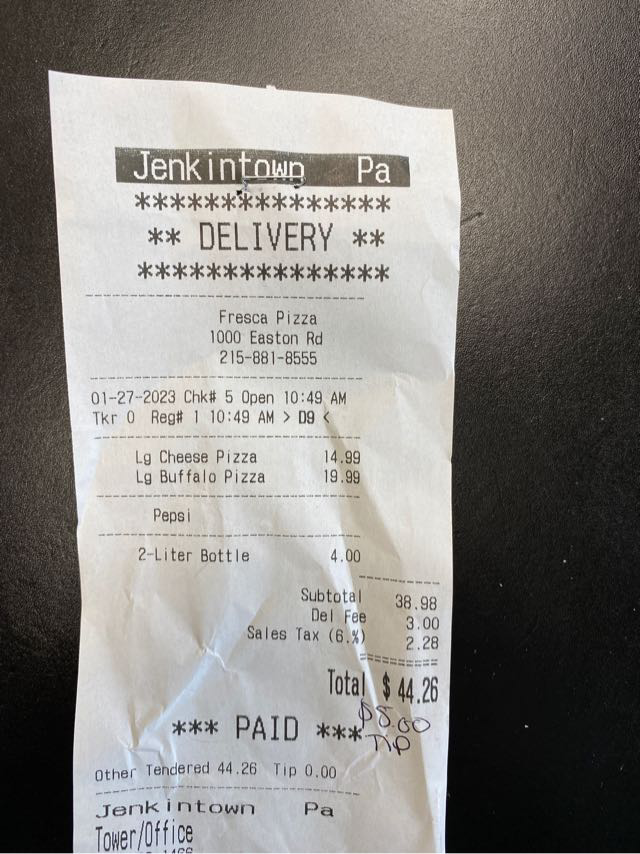 Jenkintown Pa
***************
** DELIVERY **
***************
Fresca Pizza
1000 Easton Rd
215-881-8555
01-27-2023 Chk# 5 Open 10:49 AM
Tkr 0 Reg# 1 10:49 AM > D9 <
Lg Cheese Pizza 14.99
Lg Buffalo Pizza 19.99
Pepsi
2-Liter Bottle 4.00
Subtotal 38.98
Del Fee 3.00
Sales Tax (6.%) 2.28
Total $ 44.26
$5.00
*** PAID ***
TIP
Other Tendered 44.26 Tip 0.00
Jenkintown Pa
Tower/Office